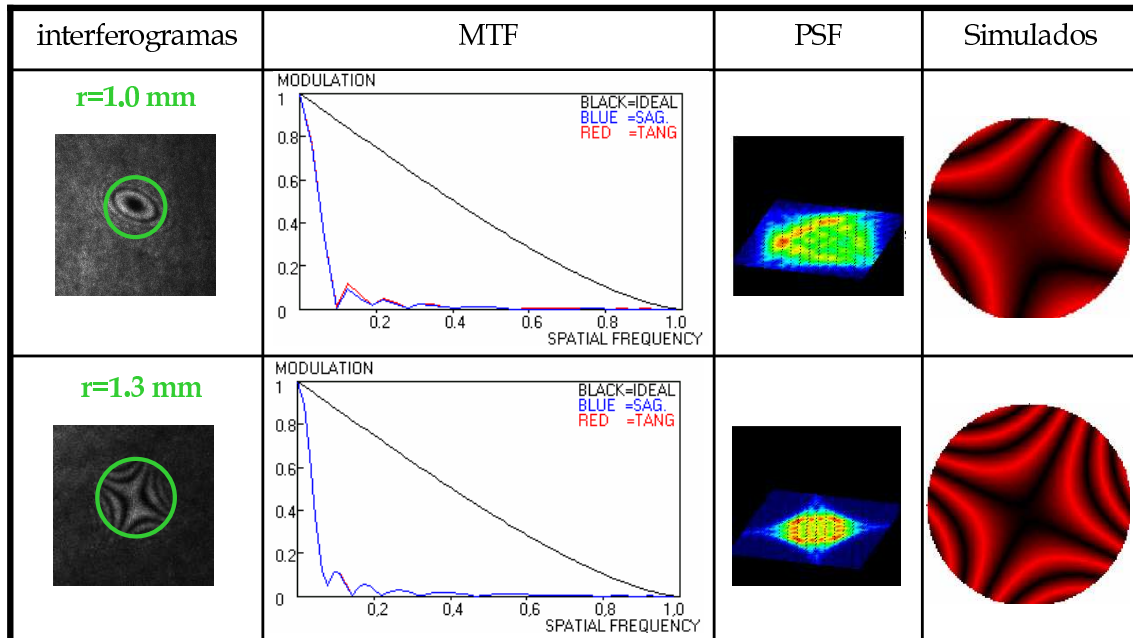 interferogramas
MTF
PSF
Simulados
r=1.0 mm
MODULATION
BLACK=IDEAL
BLUE =SAG.
RED =TANG
1
0.8
0.6
0.4
0.2
0
0.2
0.4
0.6
0.8
1.0
SPATIAL FREQUENCY
r=1.3 mm
MODULATION
BLACK=IDEAL
BLUE =SAG.
RED =TANG
1
0.8
0.6
0.4
0.2
0
0,2
0,4
0,6
0,8
1.0
SPATIAL FREQUENCY